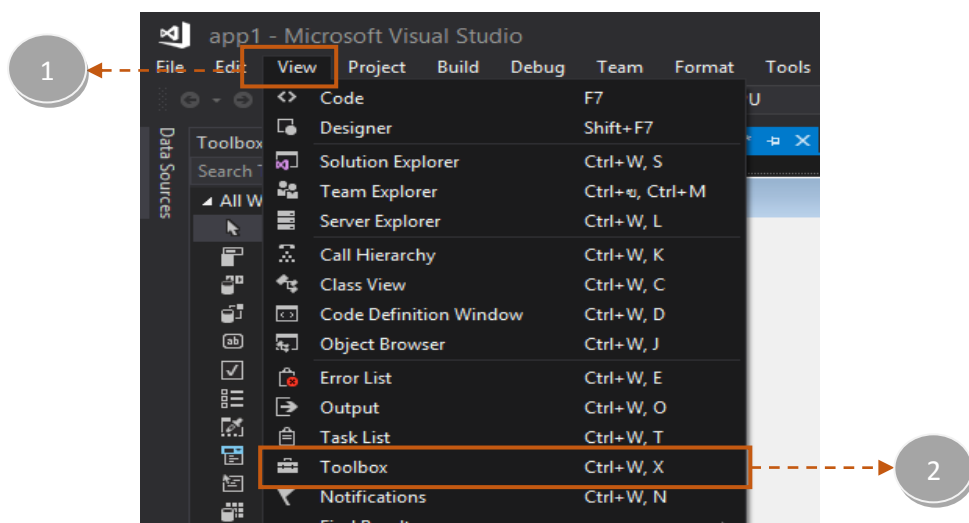 app1 - Microsoft Visual Studio
1
File Edit View Project Build Debug Team Format Tools
Code F7
U
Designer Shift+F7
Data Sources
Toolbox
Solution Explorer Ctrl+W, S
Search
Team Explorer Ctrl+ข, Ctrl+M
All W
Server Explorer Ctrl+W, L
Call Hierarchy Ctrl+W, K
Class View Ctrl+W, C
Code Definition Window Ctrl+W, D
ab
Object Browser Ctrl+W, J
Error List Ctrl+W, E
Output Ctrl+W, O
Task List Ctrl+W, T
Toolbox Ctrl+W, X
2
Notifications Ctrl+W, N